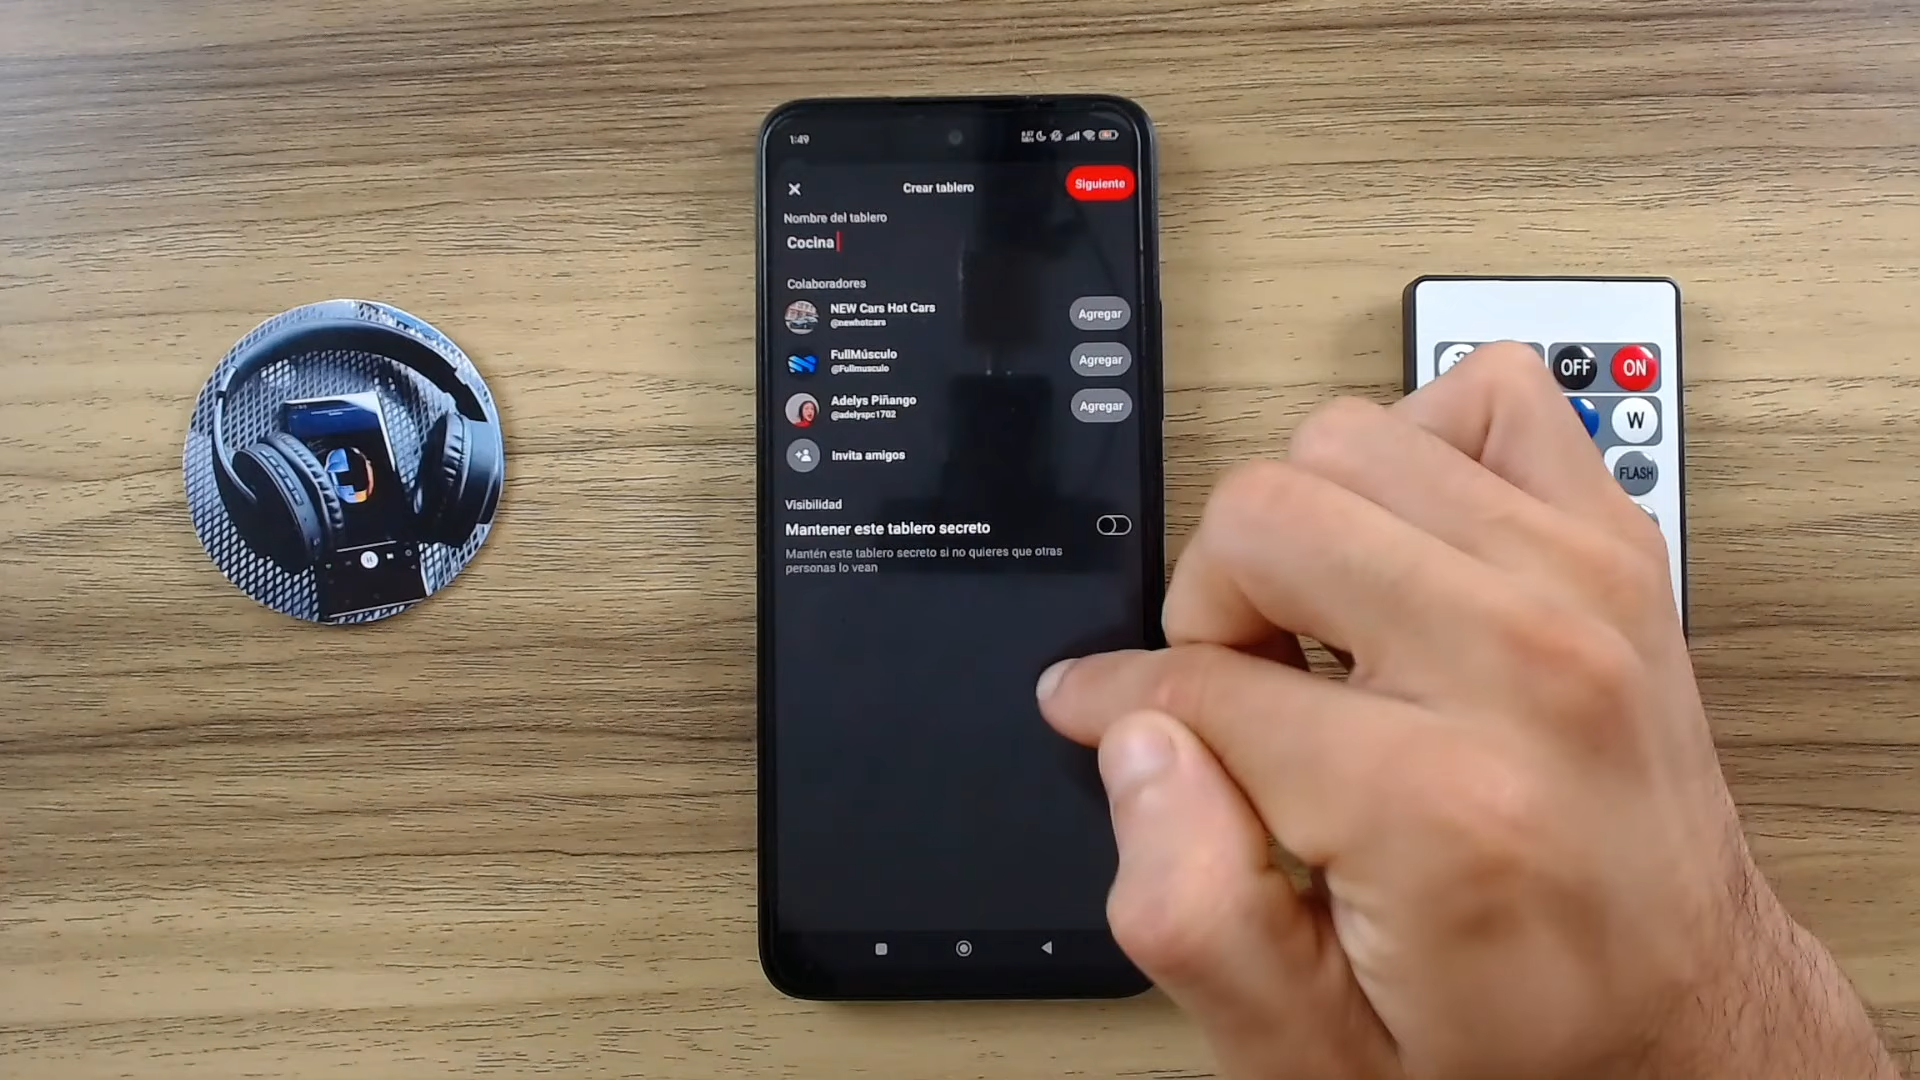 1:49
Crear tablero
Siguiente
Nombre del tablero
Cocina
Colaboradores
NEW Cars Hot Cars
@newhotcars
Agregar
FullMúsculo
@Fullmusculo
Agregar
Adelys Piñango
@adelyspc1702
Agregar
Invita amigos
Visibilidad
Mantener este tablero secreto
Mantén este tablero secreto si no quieres que otras
personas lo vean
OFF
ON
W
FLASH